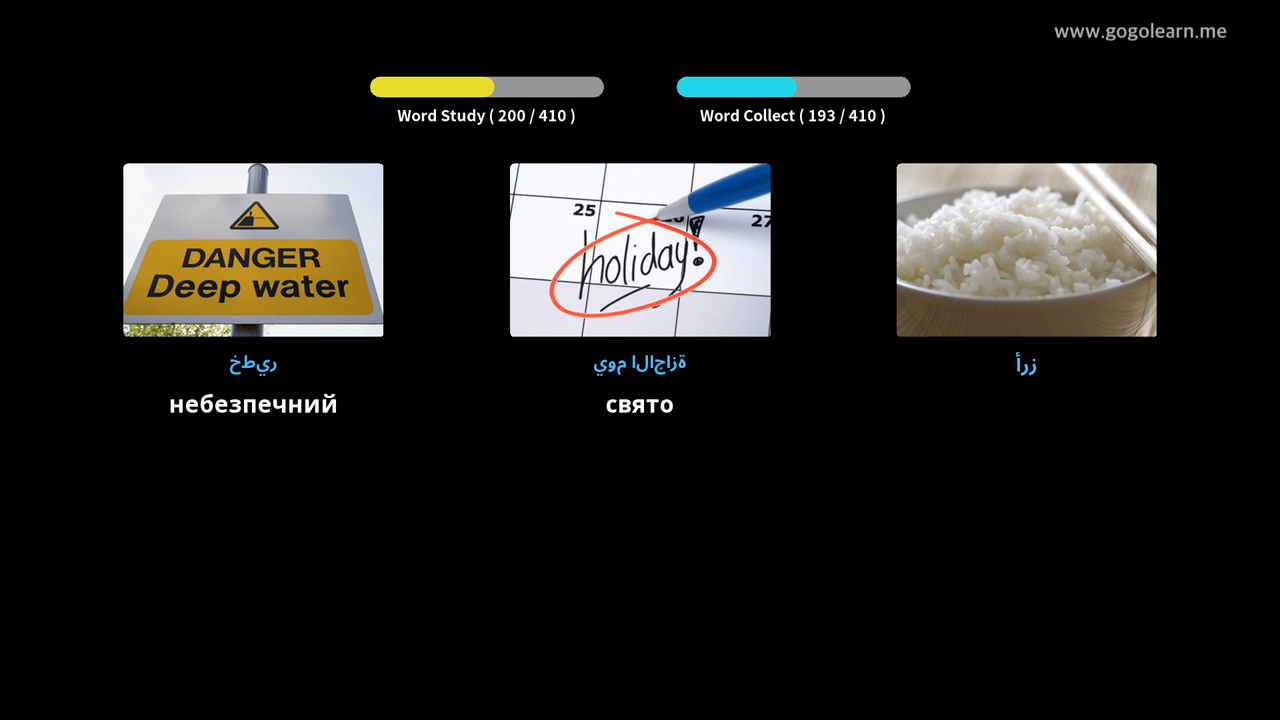 www.gogolearn.me
Word Study ( 200 / 410 )
Word Collect ( 193 / 410 )
DANGER
Deep water
25
27
holiday!
خطير
يوم الاجازة
أرز
небезпечний
свято